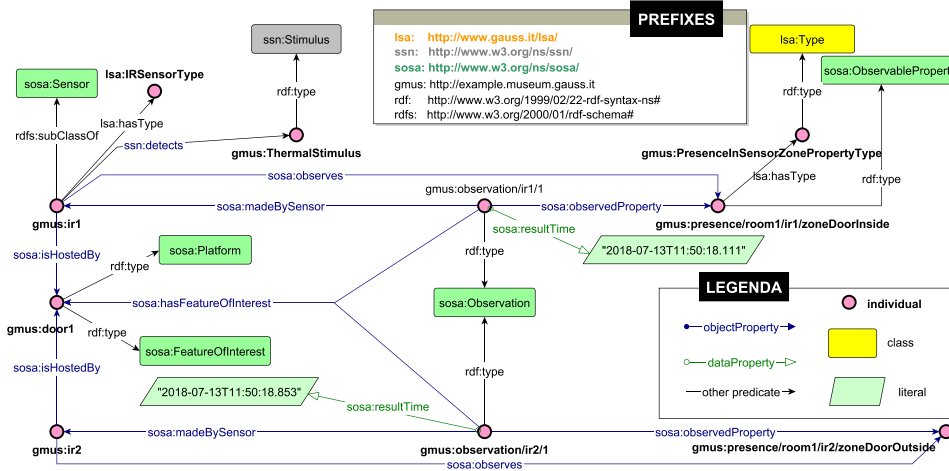 PREFIXES
lsa: http://www.gauss.it/lsa/
ssn: http://www.w3.org/ns/ssn/
sosa: http://www.w3.org/ns/sosa/
gmus: http://example.museum.gauss.it
rdf: http://www.w3.org/1999/02/22-rdf-syntax-ns#
rdfs: http://www.w3.org/2000/01/rdf-schema#
ssn:Stimulus
lsa:Type
sosa:Sensor
lsa:IRSensorType
sosa:ObservablePropert
rdf:type
rdf:type
lsa:hasType
rdfs:subClassOf
ssn:detects
gmus:ThermalStimulus
gmus:PresenceInSensorZonePropertyType
sosa:observes
lsa:hasType
rdf:type
gmus:observation/ir1/1
gmus:ir1
sosa:madeBySensor
sosa:observedProperty
gmus:presence/room1/ir1/zoneDoorInside
sosa:resultTime
"2018-07-13T11:50:18.111"
sosa:isHostedBy
sosa:Platform
rdf:type
rdf:type
sosa:hasFeatureOfInterest
sosa:Observation
gmus:door1
rdf:type
sosa:FeatureOfInterest
sosa:isHostedBy
rdf:type
"2018-07-13T11:50:18.853"
sosa:resultTime
LEGENDA
individual
objectProperty
class
dataProperty
other predicate
literal
gmus:ir2
sosa:madeBySensor
gmus:observation/ir2/1
sosa:observedProperty
gmus:presence/room1/ir2/zoneDoorOutside
sosa:observes